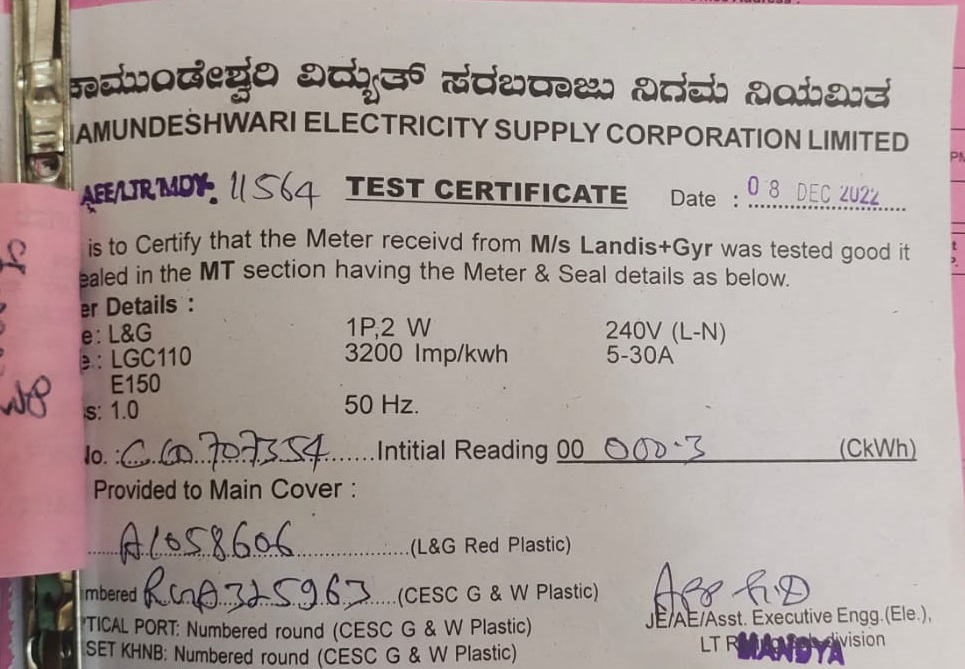 ಚಾಮುಂಡೇಶ್ವರಿ ವಿದ್ಯುತ್ ಸರಬರಾಜು ನಿಗಮ ನಿಯಮಿತ
AMUNDESHWARI ELECTRICITY SUPPLY CORPORATION LIMITED
AEE/LTR/MDY. 11564 TEST CERTIFICATE Date : 08 DEC 2022
is to Certify that the Meter receivd from M/s Landis+Gyr was tested good it
ealed in the MT section having the Meter & Seal details as below.
er Details :
e: L&G 1P,2 W 240V (L-N)
e.: LGC110 3200 Imp/kwh 5-30A
E150
s: 1.0 50 Hz.
No. : 707354 Intitial Reading 00 000.3 (CkWh)
Provided to Main Cover :
A1058606 (L&G Red Plastic)
mbered 325963 (CESC G & W Plastic)
TICAL PORT: Numbered round (CESC G & W Plastic)
SET KHNB: Numbered round (CESC G & W Plastic)
JE/AE/Asst. Executive Engg.(Ele.),
LT division
MANDYA